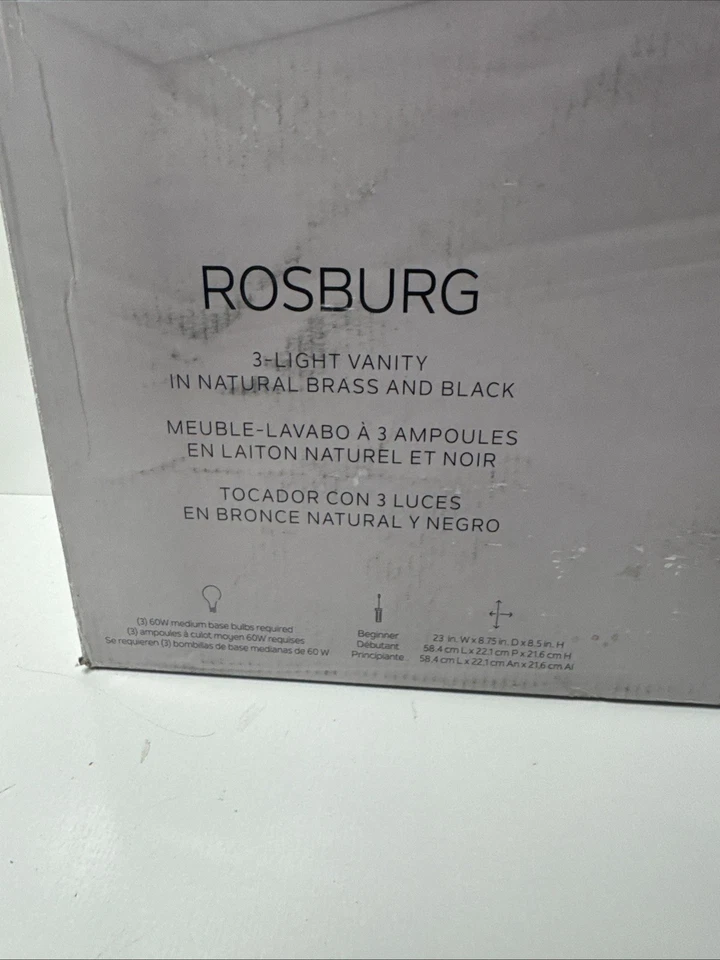 ROSBURG
3-LIGHT VANITY
IN NATURAL BRASS AND BLACK
MEUBLE-LAVABO À 3 AMPOULES
EN LAITON NATUREL ET NOIR
TOCADOR CON 3 LUCES
EN BRONCE NATURAL Y NEGRO
(3) 60W medium base bulbs required
(3) ampoules à culot moyen 60W requises
Se requieren (3) bombillas de base medianas de 60 W
Beginner
Débutant
Principiante
23 in. W x 8.75 in. D x 8.5 in. H
58.4 cm L x 22.1 cm P x 21.6 cm H
58.4 cm L x 22.1 cm An x 21.6 cm Al